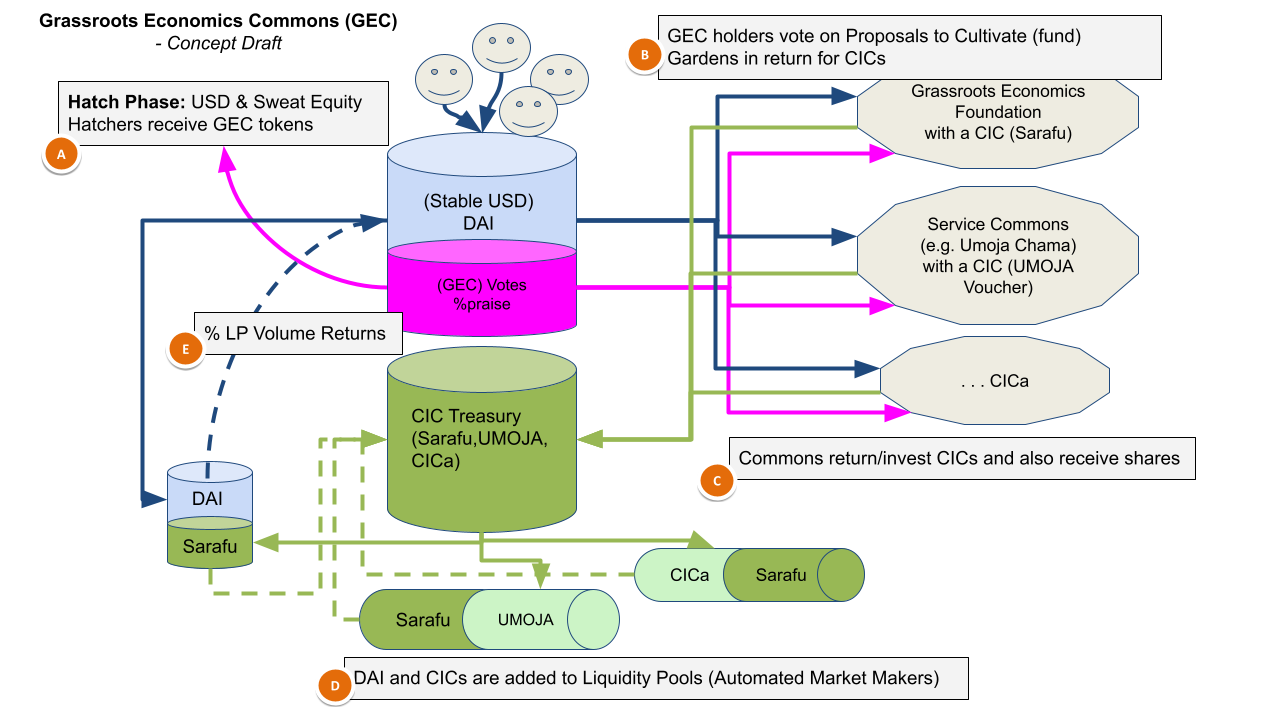 Grassroots Economics Commons (GEC)
- Concept Draft
B
GEC holders vote on Proposals to Cultivate (fund)
Gardens in return for CICs
Hatch Phase: USD & Sweat Equity
Hatchers receive GEC tokens
A
Grassroots Economics
Foundation
with a CIC (Sarafu)
(Stable USD)
DAI
Service Commons
(e.g. Umoja Chama)
with a CIC (UMOJA
Voucher)
(GEC) Votes
%praise
E
% LP Volume Returns
. . . CICa
CIC Treasury
(Sarafu,UMOJA,
CICa)
C
Commons return/invest CICs and also receive shares
DAI
Sarafu
CICa
Sarafu
Sarafu
UMOJA
D
DAI and CICs are added to Liquidity Pools (Automated Market Makers)